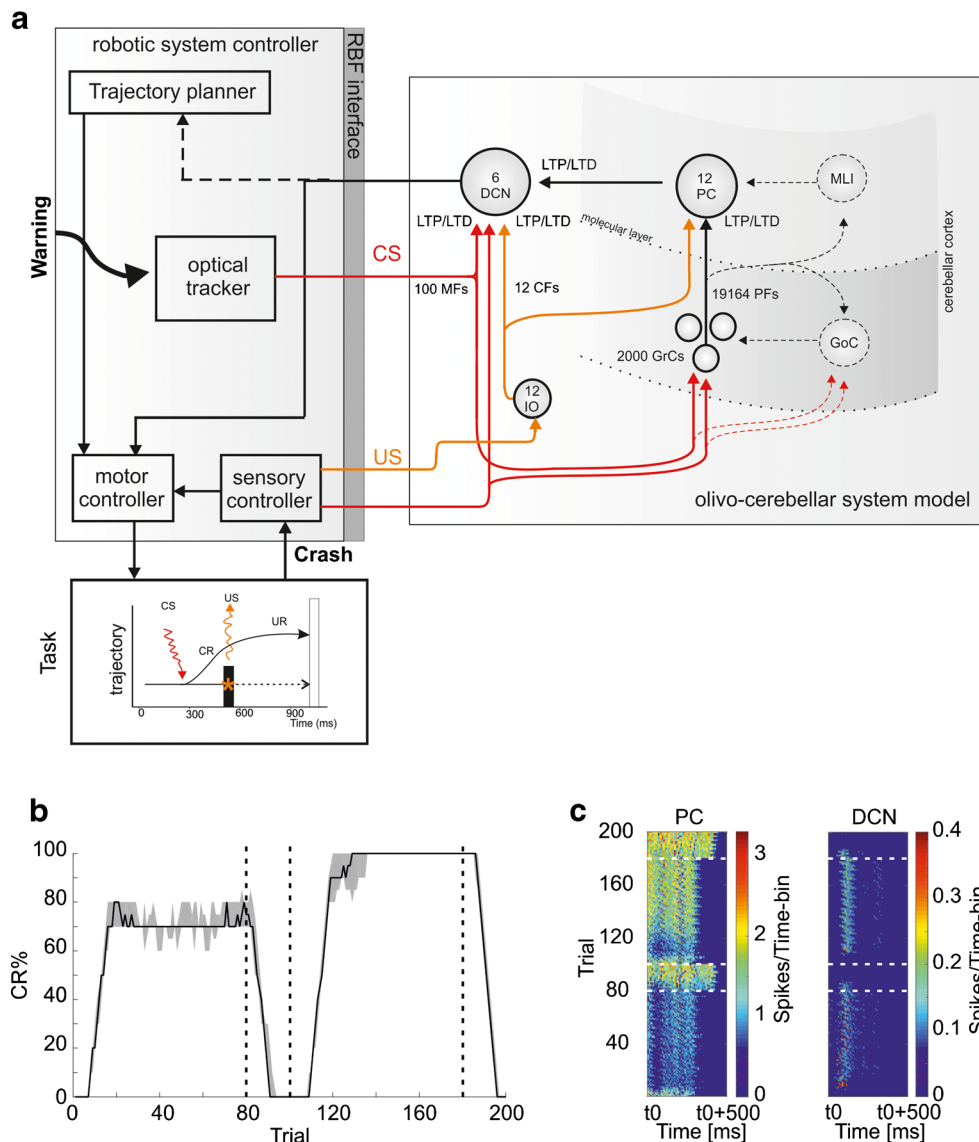 a
robotic system controller
RBF interface
Trajectory planner
Warning
optical
tracker
CS
US
motor
controller
sensory
controller
Crash
6
DCN
LTP/LTD
12
PC
MLI
LTP/LTD
LTP/LTD
LTP/LTD
molecular layer
100 MFs
12 CFs
19164 PFs
2000 GrCs
GoC
12
IO
cerebellar cortex
olivo-cerebellar system model
Task
trajectory
CS
US
UR
CR
0
300
600
900
Time (ms)
b
CR%
100
80
60
40
20
0
0
40
80
120
160
200
Trial
c
PC
DCN
Trial
200
160
120
80
40
3
2
1
0
Spikes/Time-bin
0.4
0.3
0.2
0.1
0
Spikes/Time-bin
t0
t0+500
Time [ms]
t0
t0+500
Time [ms]